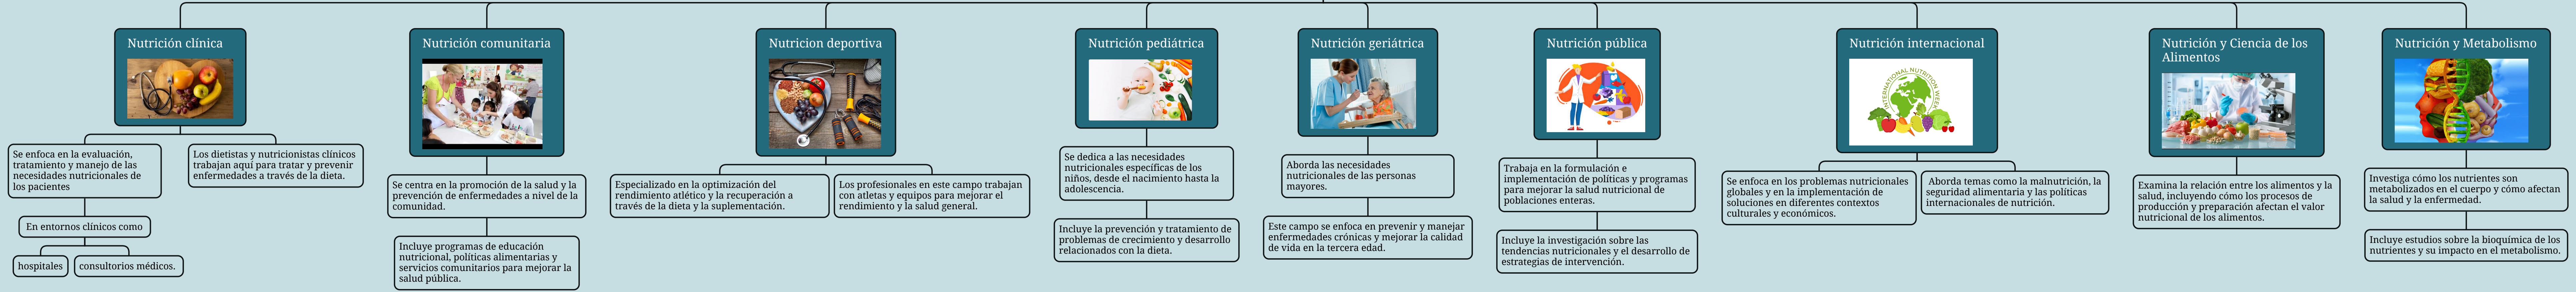 Nutrición clínica
Se enfoca en la evaluación,
tratamiento y manejo de las
necesidades nutricionales de
los pacientes
Los dietistas y nutricionistas clínicos
trabajan aquí para tratar y prevenir
enfermedades a través de la dieta.
En entornos clínicos como
hospitales
consultorios médicos.
Nutrición comunitaria
Se centra en la promoción de la salud y la
prevención de enfermedades a nivel de la
comunidad.
Incluye programas de educación
nutricional, políticas alimentarias y
servicios comunitarios para mejorar la
salud pública.
Nutricion deportiva
Especializado en la optimización del
rendimiento atlético y la recuperación a
través de la dieta y la suplementación.
Los profesionales en este campo trabajan
con atletas y equipos para mejorar el
rendimiento y la salud general.
Nutrición pediátrica
Se dedica a las necesidades
nutricionales específicas de los
niños, desde el nacimiento hasta la
adolescencia.
Incluye la prevención y tratamiento de
problemas de crecimiento y desarrollo
relacionados con la dieta.
Nutrición geriátrica
Aborda las necesidades
nutricionales de las personas
mayores.
Este campo se enfoca en prevenir y manejar
enfermedades crónicas y mejorar la calidad
de vida en la tercera edad.
Nutrición pública
Trabaja en la formulación e
implementación de políticas y programas
para mejorar la salud nutricional de
poblaciones enteras.
Incluye la investigación sobre las
tendencias nutricionales y el desarrollo de
estrategias de intervención.
Nutrición internacional
INTERNATIONAL NUTRITION WEEK
Se enfoca en los problemas nutricionales
globales y en la implementación de
soluciones en diferentes contextos
culturales y económicos.
Aborda temas como la malnutrición, la
seguridad alimentaria y las políticas
internacionales de nutrición.
Nutrición y Ciencia de los
Alimentos
Examina la relación entre los alimentos y la
salud, incluyendo cómo los procesos de
producción y preparación afectan el valor
nutricional de los alimentos.
Nutrición y Metabolismo
Investiga cómo los nutrientes son
metabolizados en el cuerpo y cómo afectan
la salud y la enfermedad.
Incluye estudios sobre la bioquímica de los
nutrientes y su impacto en el metabolismo.